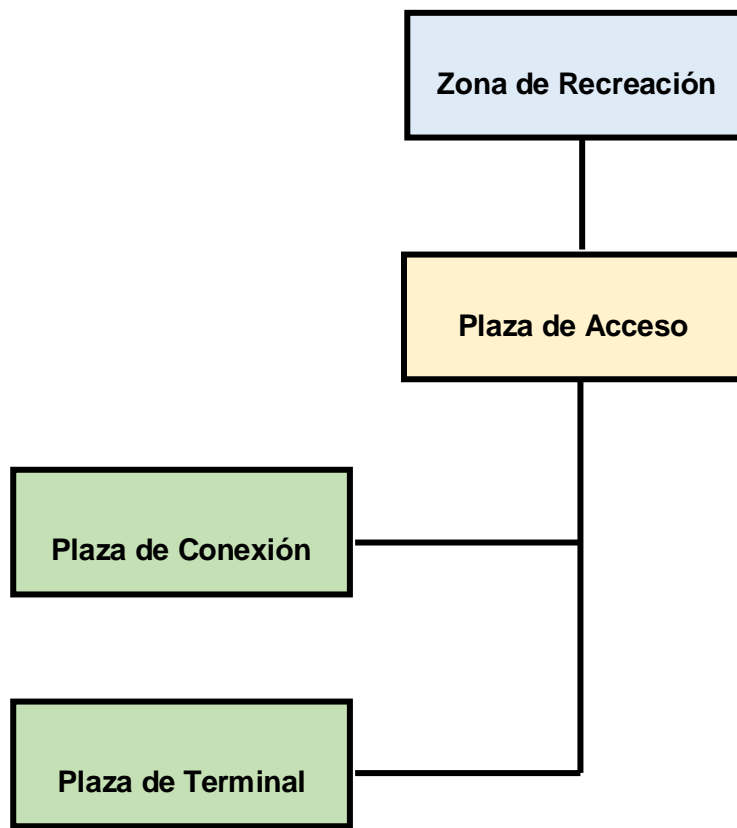 Zona de Recreación
Plaza de Acceso
Plaza de Conexión
Plaza de Terminal